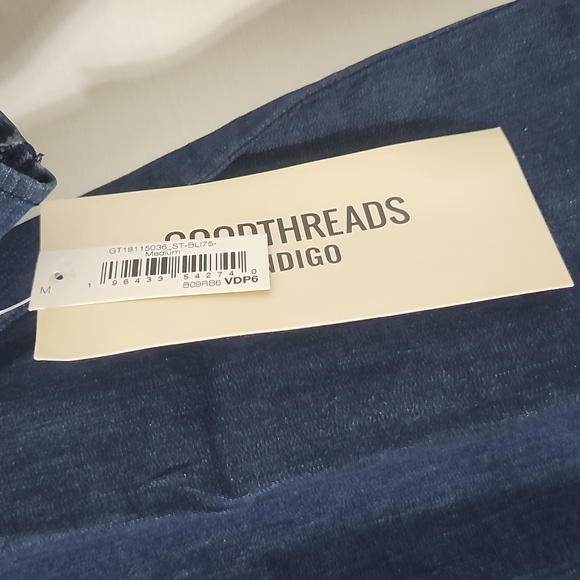 GOODTHREADS
INDIGO
GT18115036_ST-BLI75-
Medium
M
1 96433 54274 0
B09RB6 VDP6